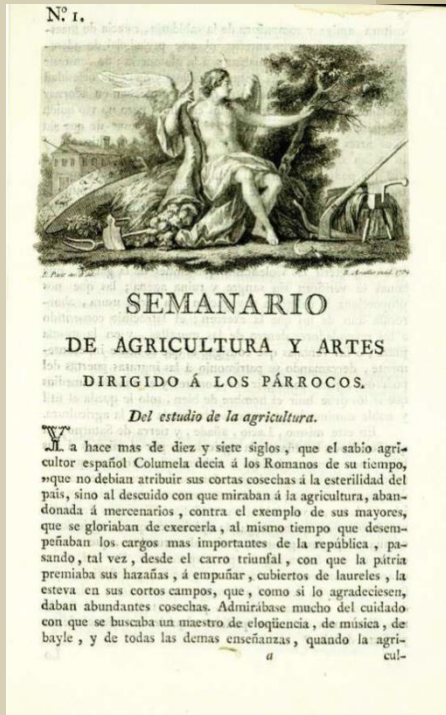 N.º 1.
SEMANARIO
DE AGRICULTURA Y ARTES
DIRIGIDO Á LOS PÁRROCOS.
Del estudio de la agricultura.
Ya hace mas de diez y siete siglos, que el sabio agri-
cultor español Columela decia á los Romanos de su tiempo,
»que no debian atribuir sus cortas cosechas á la esterilidad del
pais, sino al descuido con que miraban á la agricultura, aban-
donada á mercenarios, contra el exemplo de sus mayores,
que se gloriaban de exercerla, al mismo tiempo que desem-
peñaban los cargos mas importantes de la república, pa-
sando, tal vez, desde el carro triunfal, con que la pátria
premiaba sus hazañas, á empuñar, cubiertos de laureles, la
esteva en sus cortos campos, que, como si lo agradeciesen,
daban abundantes cosechas. Admirábase mucho del cuidado
con que se buscaba un maestro de eloqüencia, de música, de
bayle, y de todas las demas enseñanzas, quando la agri-
a cul-